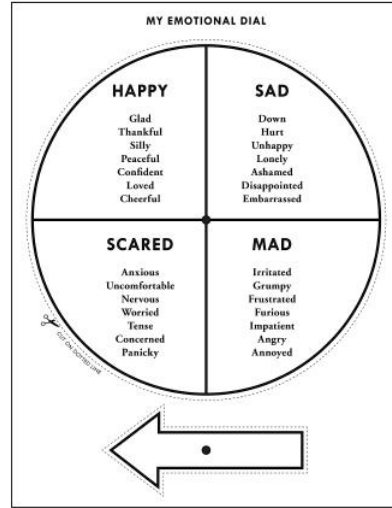 MY EMOTIONAL DIAL
HAPPY
Glad
Thankful
Silly
Peaceful
Confident
Loved
Cheerful
SAD
Down
Hurt
Unhappy
Lonely
Ashamed
Disappointed
Embarrassed
SCARED
Anxious
Uncomfortable
Nervous
Worried
Tense
Concerned
Panicky
MAD
Irritated
Grumpy
Frustrated
Furious
Impatient
Angry
Annoyed
CUT ON DOTTED LINE